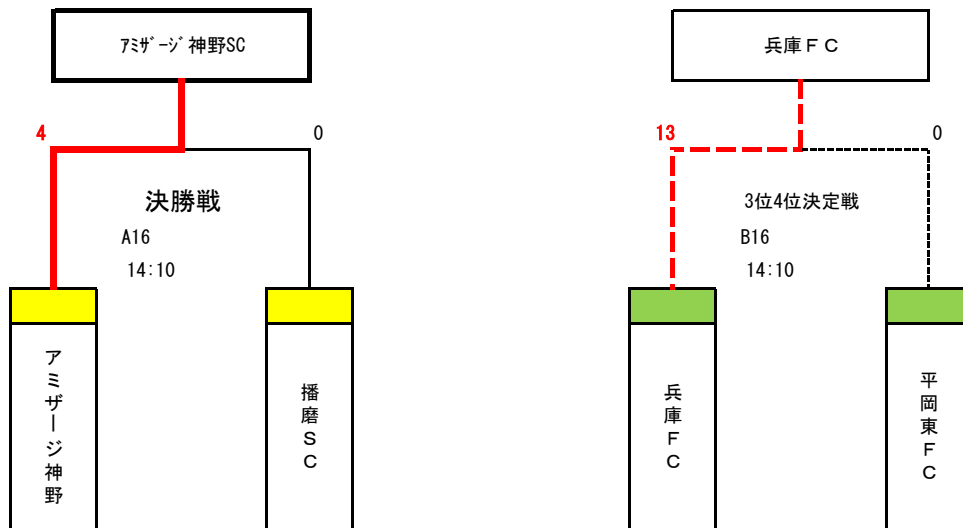 ｱﾐｻﾞｰｼﾞ神野SC
兵庫ＦＣ
4
0
13
0
決勝戦
A16
14:10
3位4位決定戦
B16
14:10
アミザージ神野
播磨ＳＣ
兵庫ＦＣ
平岡東ＦＣ